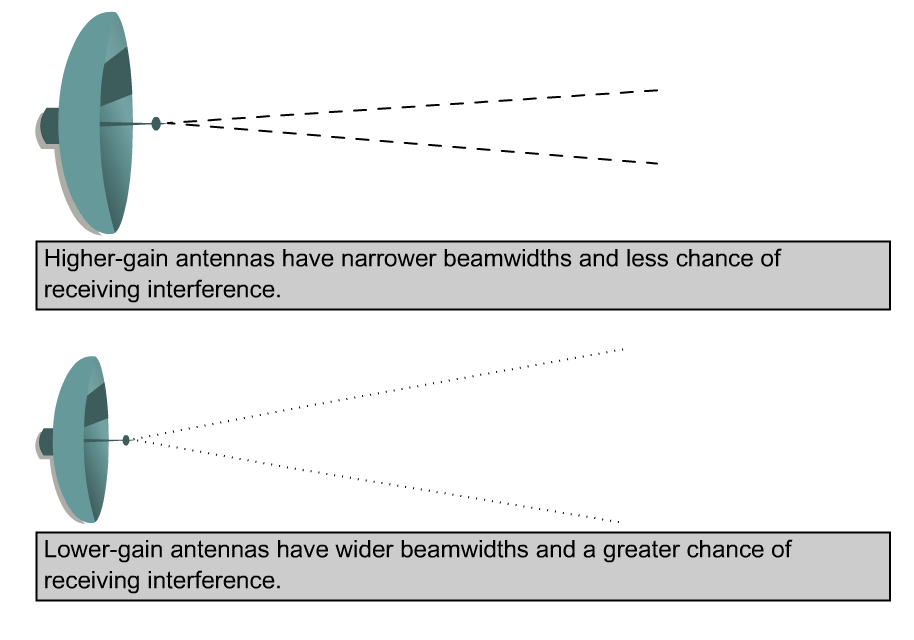 Higher-gain antennas have narrower beamwidths and less chance of
receiving interference.
Lower-gain antennas have wider beamwidths and a greater chance of
receiving interference.